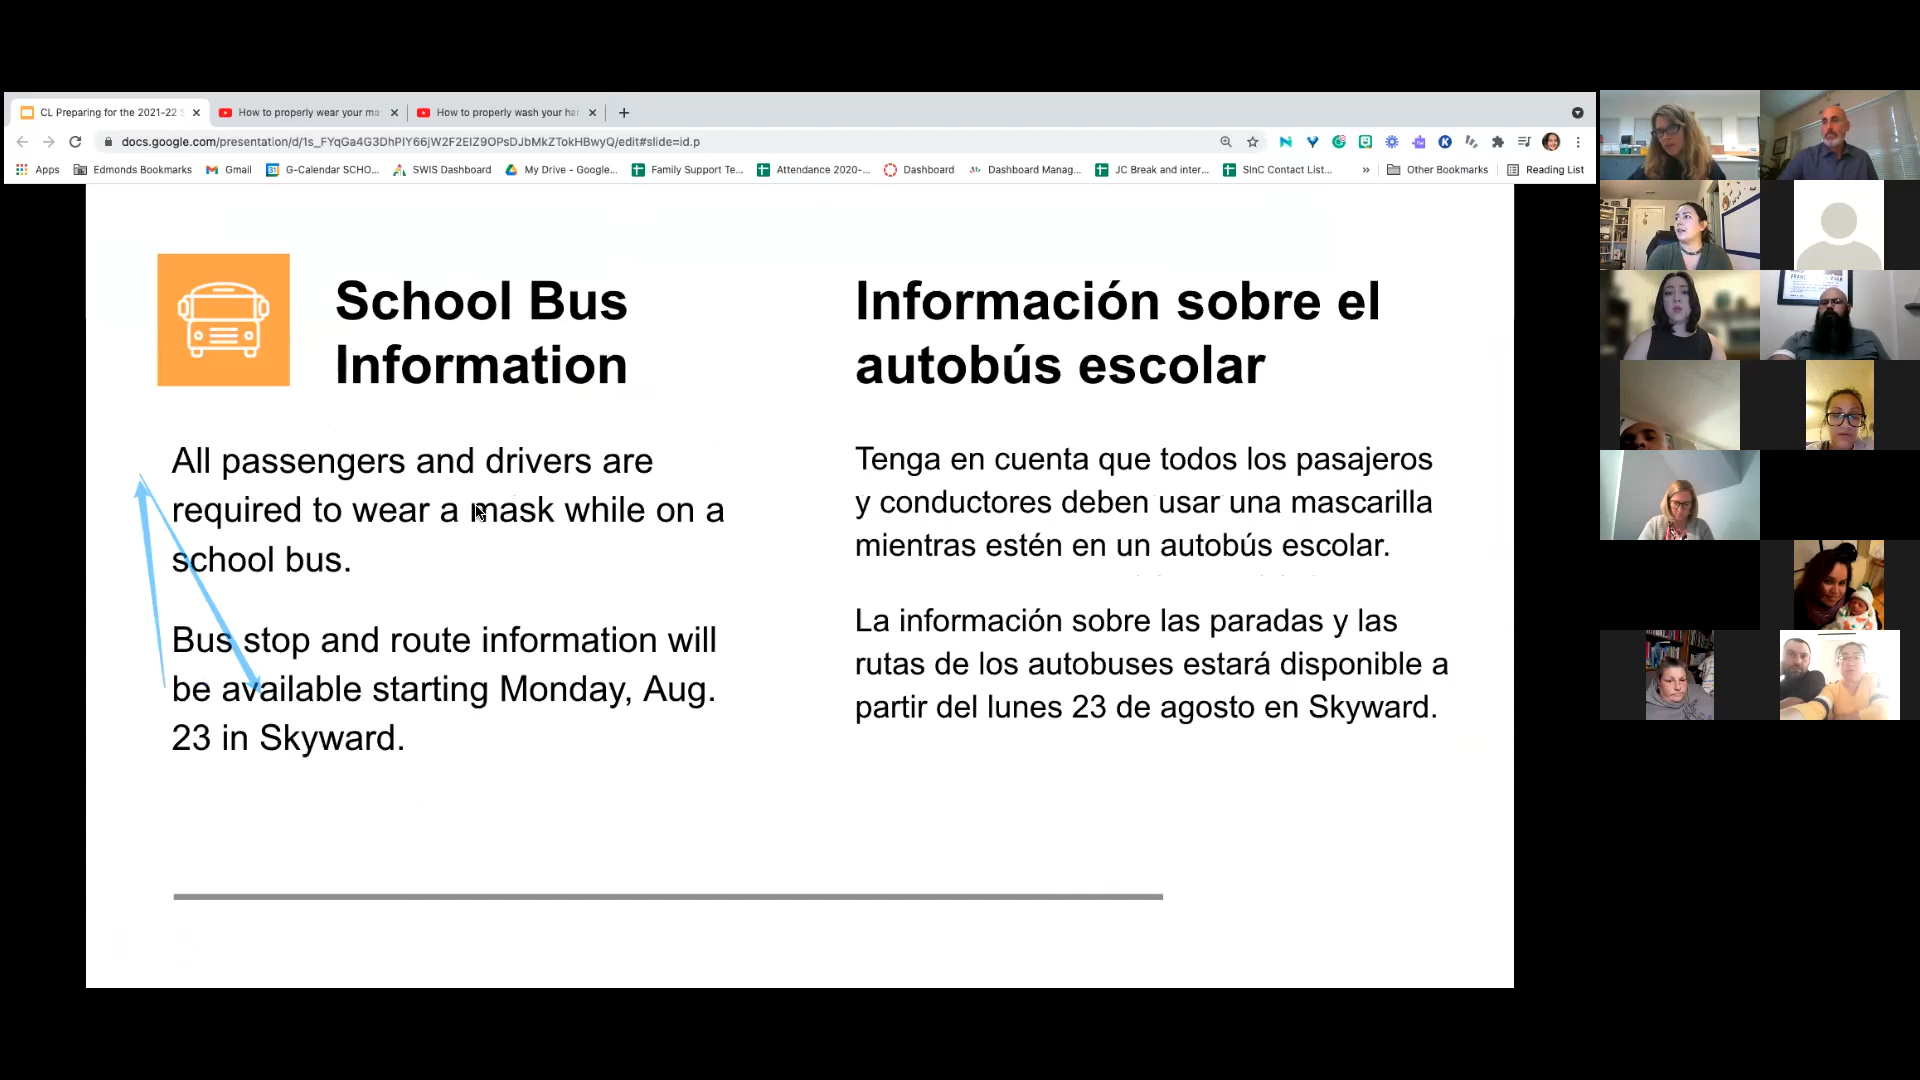 CL Preparing for the 2021-22
How to properly wear your ma
How to properly wash your har
docs.google.com/presentation/d/1s_FYqGa4G3DhPIY66jW2F2EIZ9OPsDJbMkZTokHBwyQ/edit#slide=id.p
Apps Edmonds Bookmarks Gmail G-Calendar SCHO... SWIS Dashboard My Drive - Google... Family Support Te... Attendance 2020-... Dashboard Dashboard Manag... JC Break and inter... SInC Contact List... » Other Bookmarks Reading List
School Bus
Information
All passengers and drivers are
required to wear a mask while on a
school bus.
Bus stop and route information will
be available starting Monday, Aug.
23 in Skyward.
Información sobre el
autobús escolar
Tenga en cuenta que todos los pasajeros
y conductores deben usar una mascarilla
mientras estén en un autobús escolar.
La información sobre las paradas y las
rutas de los autobuses estará disponible a
partir del lunes 23 de agosto en Skyward.